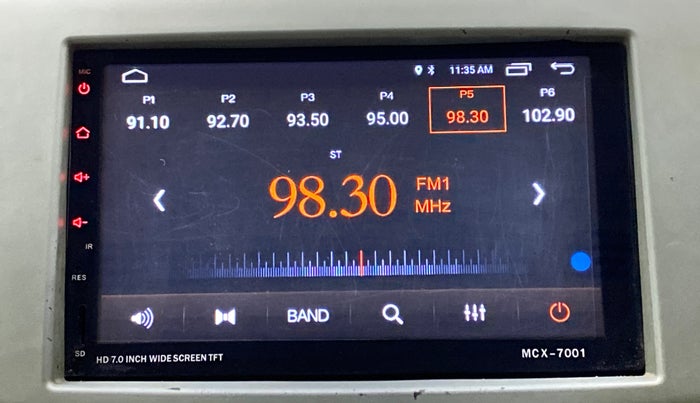 MIC
11:35 AM
P1 P2 P3 P4 P5 P6
91.10 92.70 93.50 95.00 98.30 102.90
ST
98.30 FM1 MHz
IR
RES
BAND
SD
HD 7.0 INCH WIDE SCREEN TFT
MCX-7001